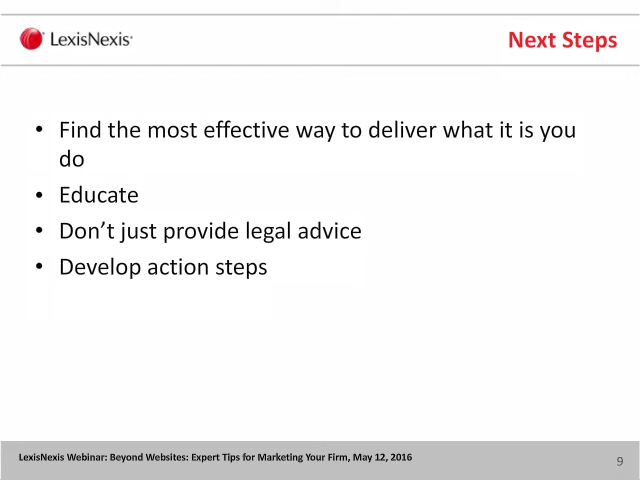 LexisNexis®
Next Steps
• Find the most effective way to deliver what it is you
do
• Educate
• Don’t just provide legal advice
• Develop action steps
LexisNexis Webinar: Beyond Websites: Expert Tips for Marketing Your Firm, May 12, 2016
9